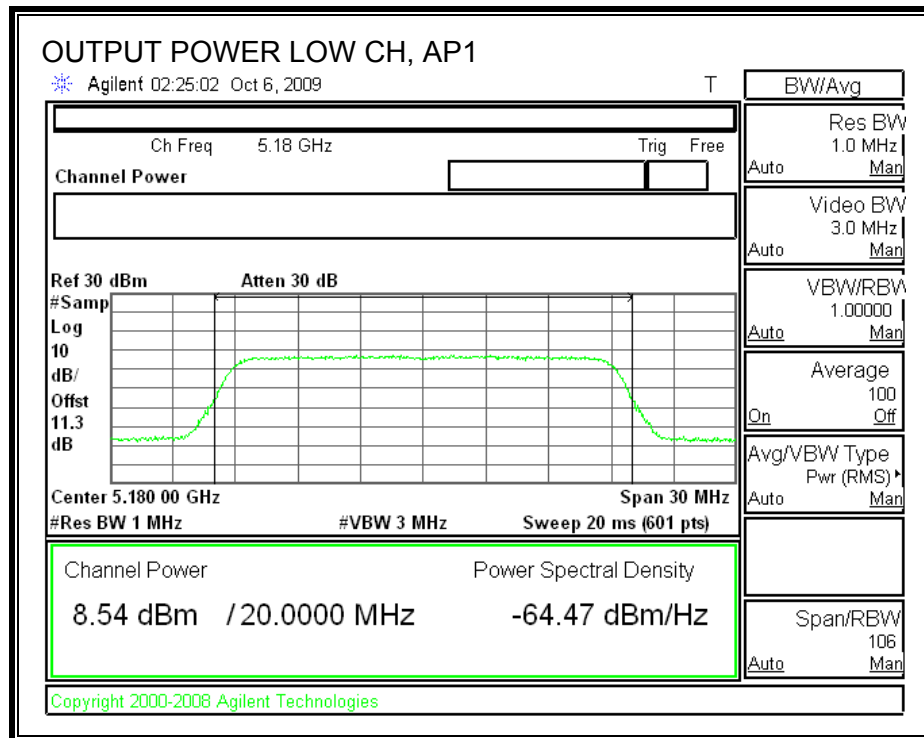 OUTPUT POWER LOW CH, AP1
Agilent 02:25:02 Oct 6, 2009 T
Ch Freq 5.18 GHz Trig Free
Channel Power
Ref 30 dBm Atten 30 dB
#Samp
Log
10
dB/
Offst
11.3
dB
Center 5.180 00 GHz Span 30 MHz
#Res BW 1 MHz #VBW 3 MHz Sweep 20 ms (601 pts)
Channel Power Power Spectral Density
8.54 dBm / 20.0000 MHz -64.47 dBm/Hz
Copyright 2000-2008 Agilent Technologies
BW/Avg
Res BW
1.0 MHz
Auto Man
Video BW
3.0 MHz
Auto Man
VBW/RBW
1.00000
Auto Man
Average
100
On Off
Avg/VBW Type
Pwr (RMS)
Auto Man
Span/RBW
106
Auto Man